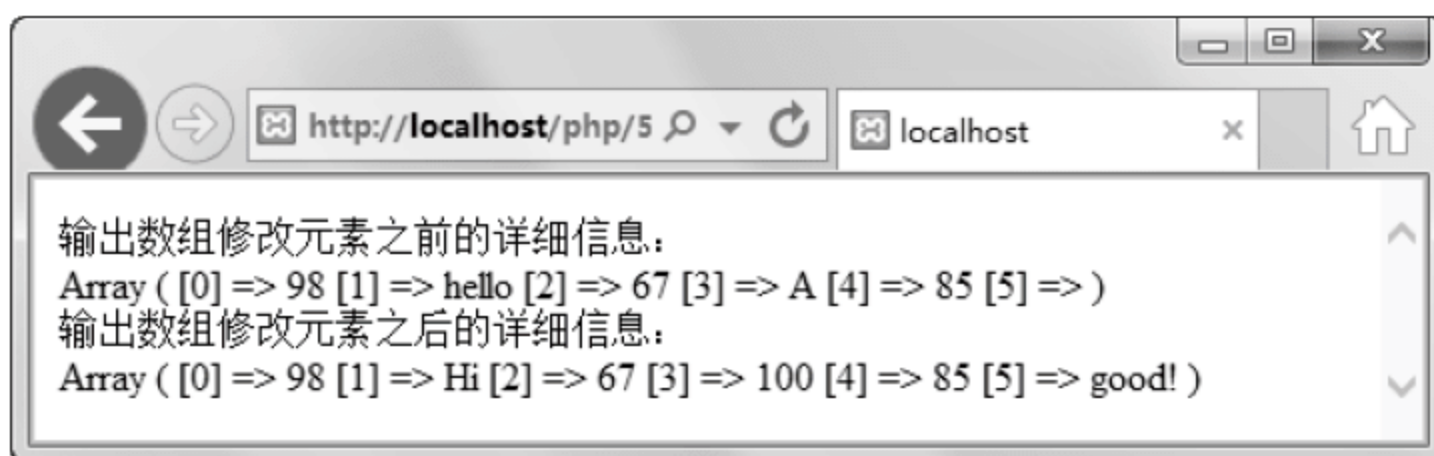 http://localhost/php/5
localhost
输出数组修改元素之前的详细信息：
Array ( [0] => 98 [1] => hello [2] => 67 [3] => A [4] => 85 [5] => )
输出数组修改元素之后的详细信息：
Array ( [0] => 98 [1] => Hi [2] => 67 [3] => 100 [4] => 85 [5] => good! )